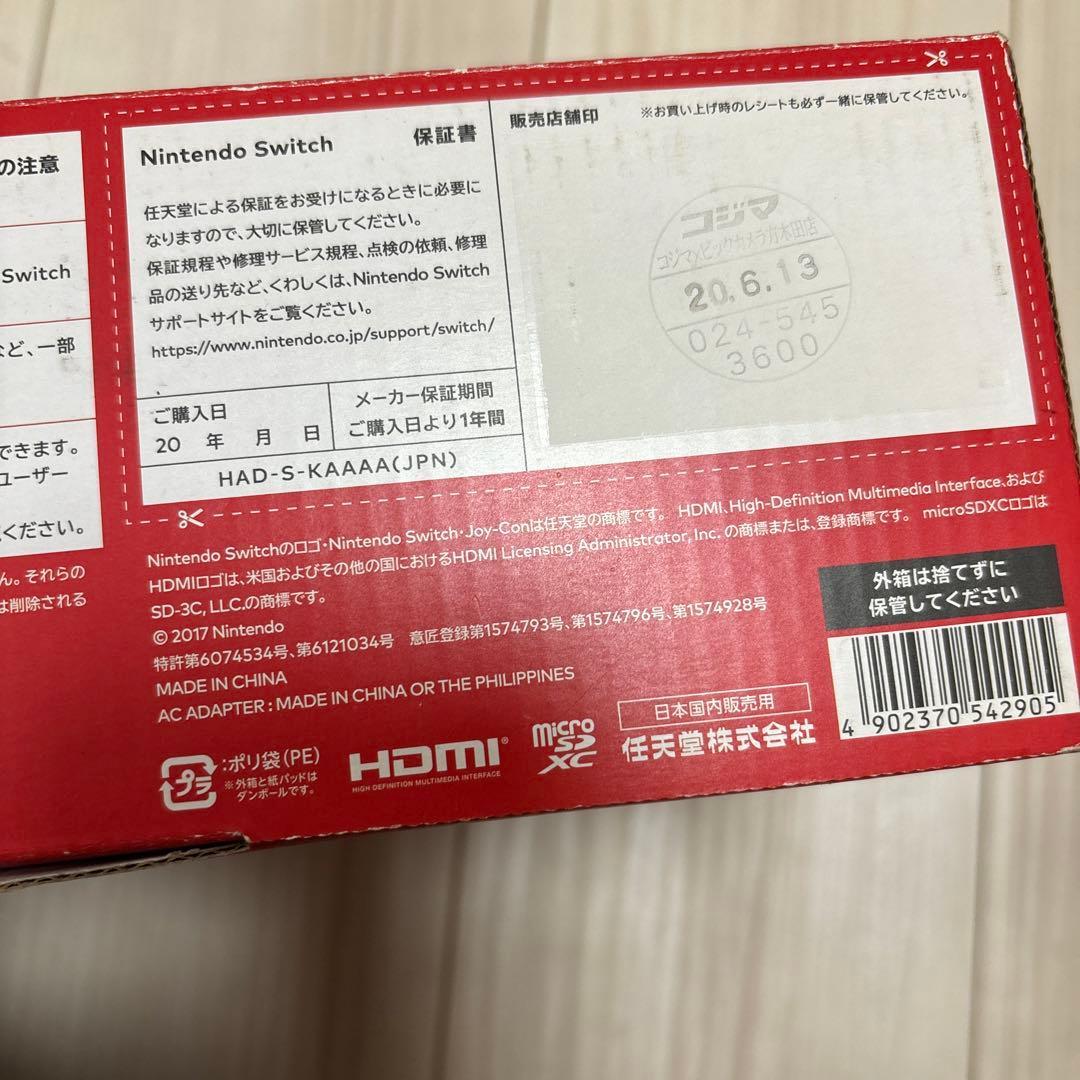 の注意
Switch
など、一部
できます。
ユーザー
ください。
ん。それらの
は削除される
Nintendo Switch 保証書
任天堂による保証をお受けになるときに必要に
なりますので、大切に保管してください。
保証規程や修理サービス規程、点検の依頼、修理
品の送り先など、くわしくは、Nintendo Switch
サポートサイトをご覧ください。
https://www.nintendo.co.jp/support/switch/
ご購入日
20 年 月 日
メーカー保証期間
ご購入日より1年間
HAD-S-KAAAA(JPN)
販売店舗印
※お買い上げ時のレシートも必ず一緒に保管してください。
コジマ
コジマ×ビックカメラ
20.6.13
024-545
3600
Nintendo Switchのロゴ・Nintendo Switch・Joy-Conは任天堂の商標です。 HDMI、High-Definition Multimedia Interface、および
HDMIロゴは、米国およびその他の国におけるHDMI Licensing Administrator, Inc. の商標または、登録商標です。 microSDXCロゴは
SD-3C, LLC.の商標です。
© 2017 Nintendo
特許第6074534号、第6121034号 意匠登録第1574793号、第1574796号、第1574928号
MADE IN CHINA
AC ADAPTER : MADE IN CHINA OR THE PHILIPPINES
プラ
:ポリ袋(PE)
※外箱と紙パッドは
ダンボールです。
HDMI®
HIGH DEFINITION MULTIMEDIA INTERFACE
micro
SD
XC
日本国内販売用
任天堂株式会社
外箱は捨てずに
保管してください
4 902370 542905